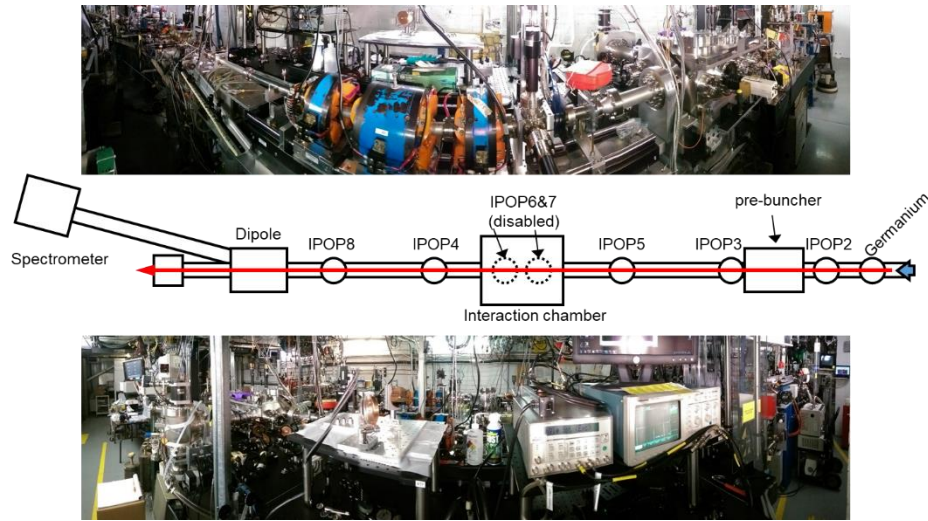 IPOP6&7
(disabled)
pre-buncher
Germanium
Dipole
IPOP8
IPOP4
IPOP5
IPOP3
IPOP2
Spectrometer
Interaction chamber